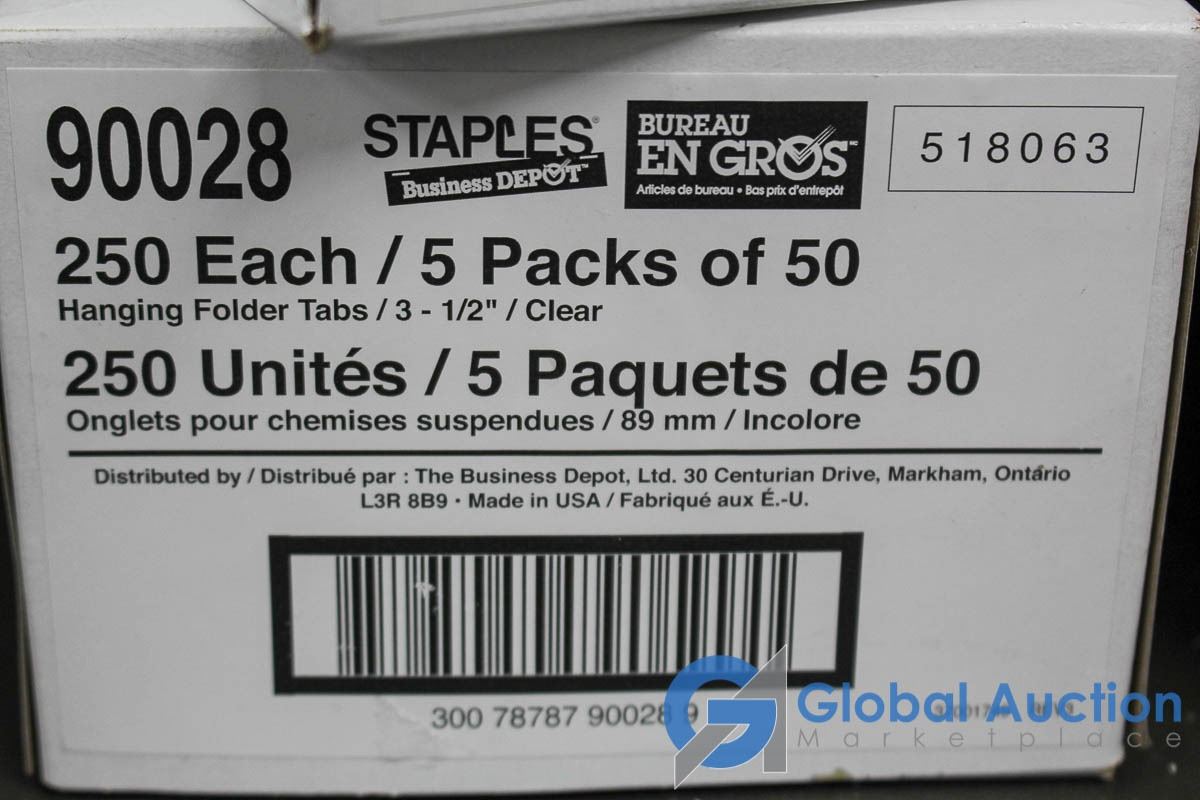 90028
STAPLES
Business DEPOT™
BUREAU
EN GROS MC
Articles de bureau • Bas prix d'entrepôt
518063
250 Each / 5 Packs of 50
Hanging Folder Tabs / 3 - 1/2" / Clear
250 Unités / 5 Paquets de 50
Onglets pour chemises suspendues / 89 mm / Incolore
Distributed by / Distribué par : The Business Depot, Ltd. 30 Centurian Drive, Markham, Ontário
L3R 8B9 · Made in USA / Fabriqué aux É.-U.
300 78787 90028 9
Global Auction
Marketplace